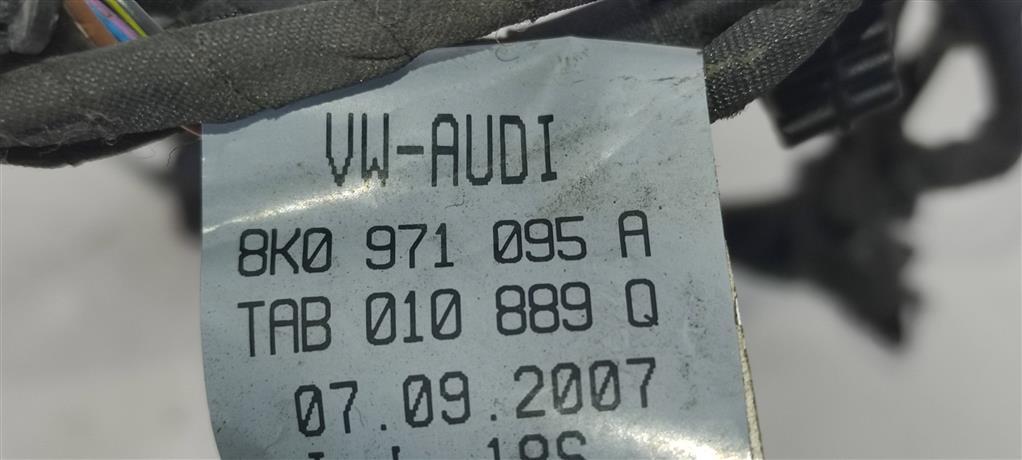 VW-AUDI
8K0 971 095 A
TAB 010 889 Q
07.09.2007